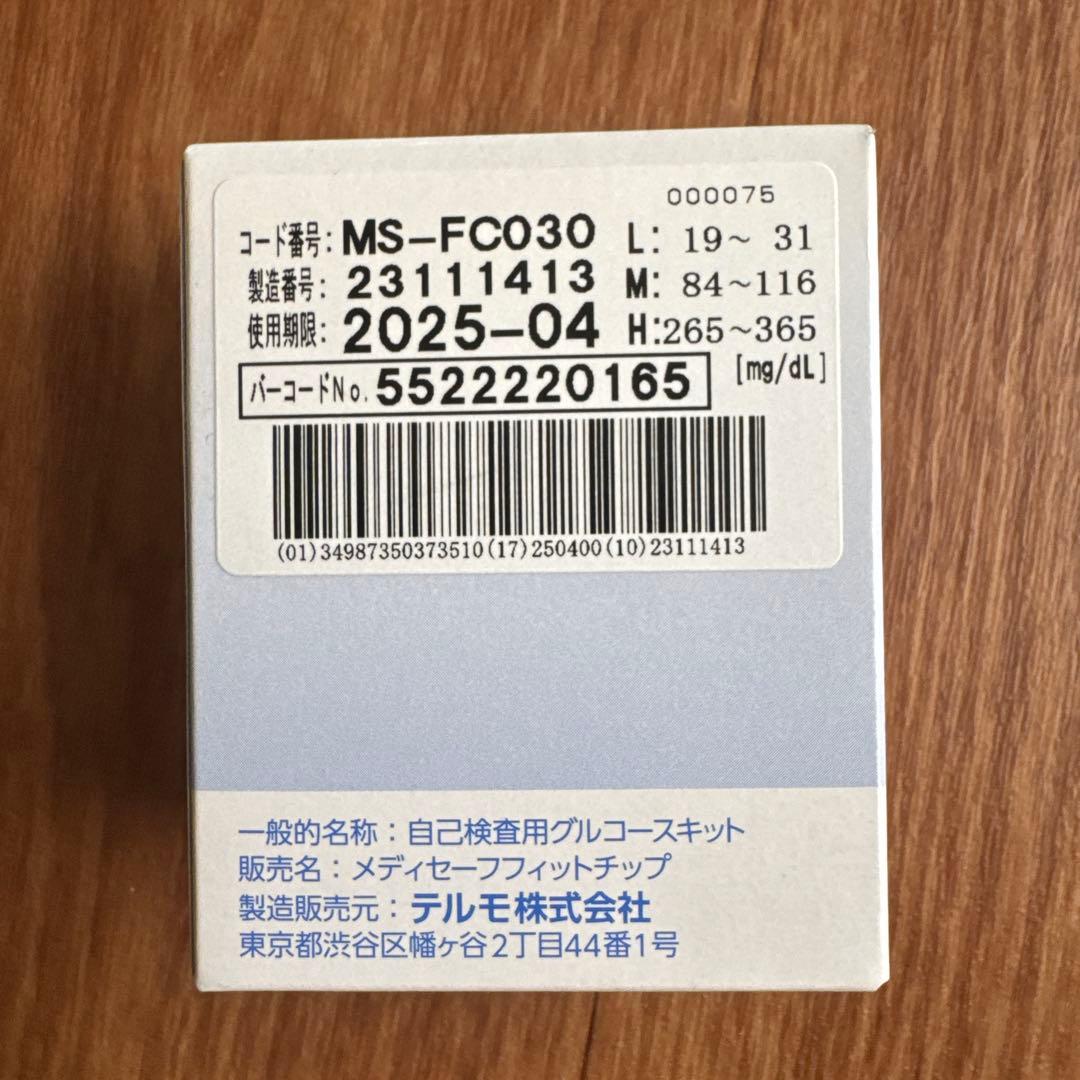 000075
コード番号: MS-FC030 L: 19～ 31
製造番号: 23111413 M: 84～116
使用期限: 2025-04 H:265～365
バーコードNo. 5522220165 [mg/dL]
(01)34987350373510(17)250400(10)23111413
一般的名称：自己検査用グルコースキット
販売名：メディセーフフィットチップ
製造販売元：テルモ株式会社
東京都渋谷区幡ヶ谷2丁目44番1号